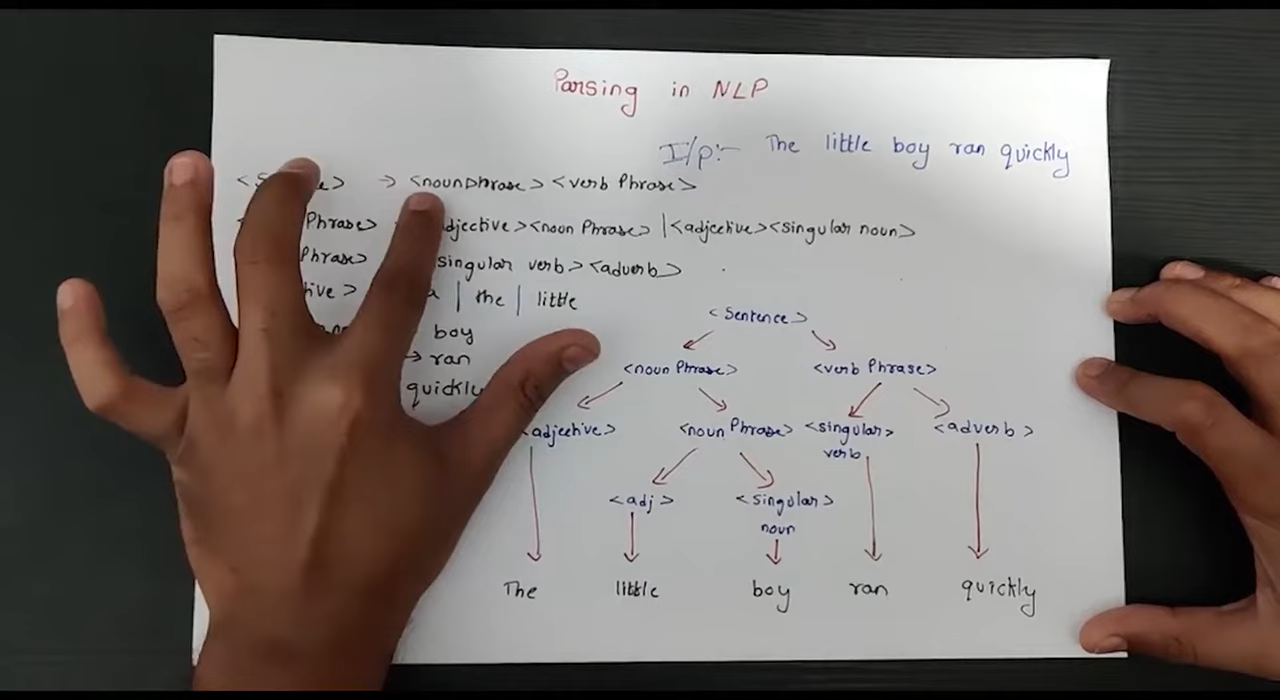 Parsing in NLP
I/p:- The little boy ran quickly
→ <noun Phrase> <verb Phrase>
Phrase> <noun Phrase> | <adjective> <singular noun>
Phrase> singular verb> <adverb>
a | the | little
boy
→ ran
quickly
<Sentence>
<noun Phrase> <verb Phrase>
<adjective> <noun Phrase> <singular> <adverb>
verb
<adj> <singular>
noun
The little boy ran quickly